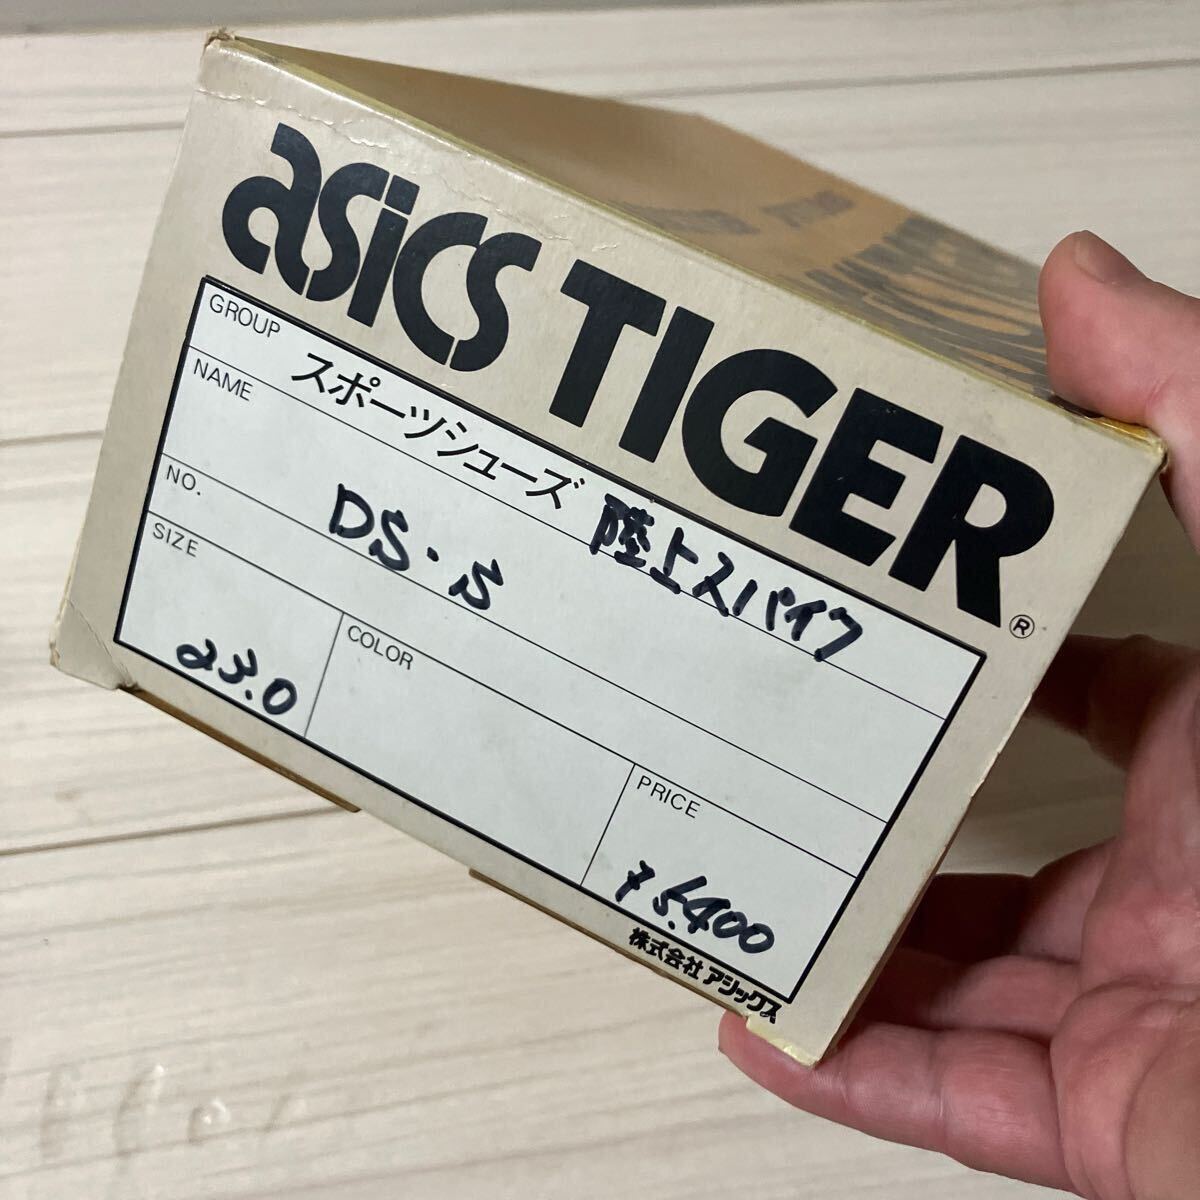 asics TIGER®
GROUP スポーツシューズ 陸上スパイク
NAME DS・S
NO.
SIZE 23.0
COLOR
PRICE ¥5.400
株式会社 アシックス